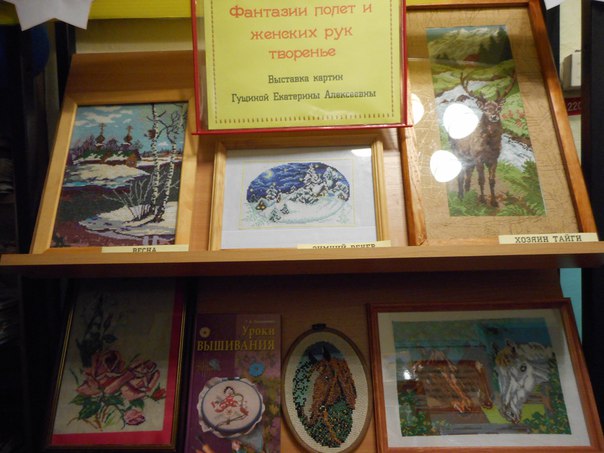 Фантазии полет и
женских рук
творенье
Выставка картин
Гущиной Екатерины Алексеевны
ВЕСНА
ЗИМНИЙ ВЕЧЕР
ХОЗЯИН ТАЙГИ
Уроки
ВЫШИВАНИЯ